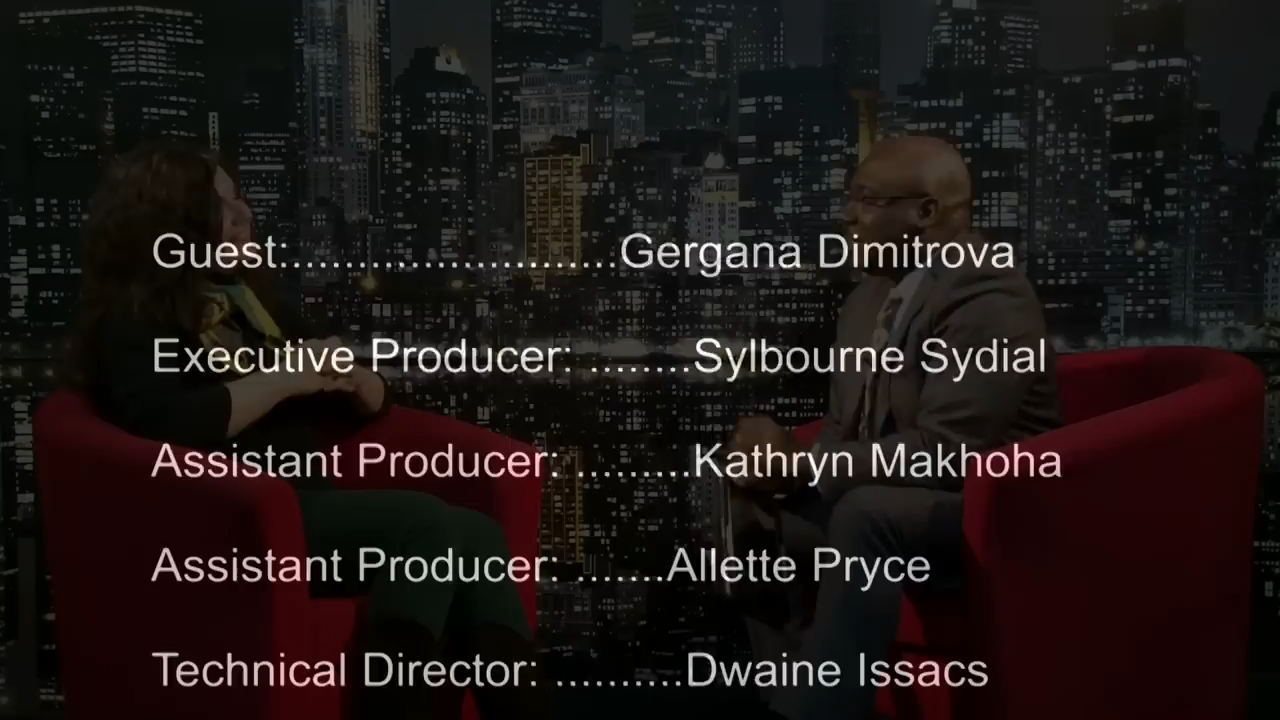 Guest:.........................Gergana Dimitrova
Executive Producer: ........Sylbourne Sydial
Assistant Producer: .........Kathryn Makhoha
Assistant Producer: .......Allette Pryce
Technical Director: ..........Dwaine Issacs